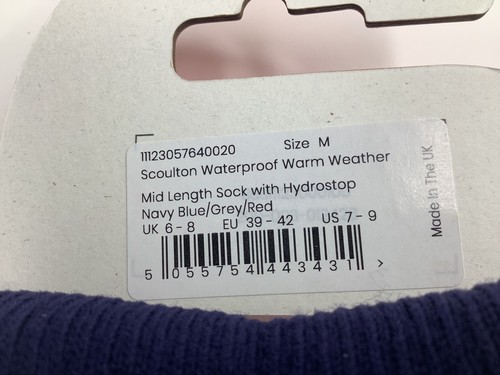 11123057640020 Size M
Scoulton Waterproof Warm Weather
Mid Length Sock with Hydrostop
Navy Blue/Grey/Red
UK 6 - 8 EU 39 - 42 US 7 - 9
5 055754 443431 >
Made In The UK